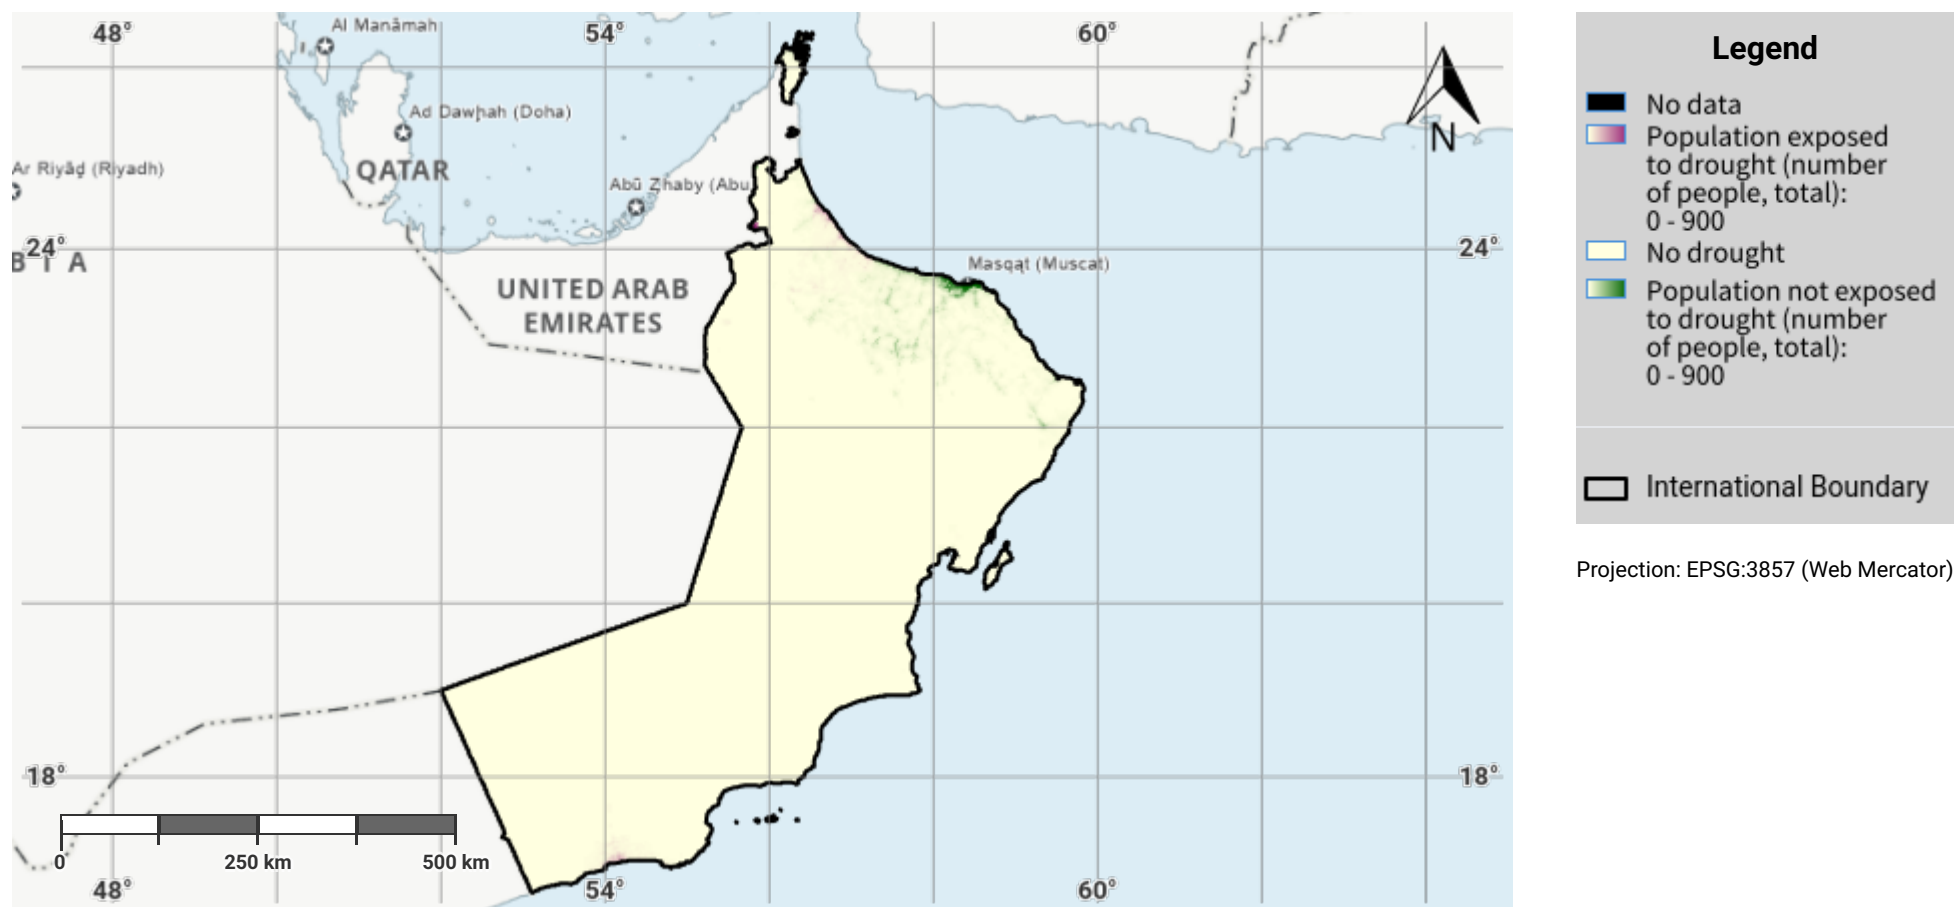 48°
54°
60°
Al Manāmah
Ad Dawḩah (Doha)
Ar Riyāḑ (Riyadh)
QATAR
Abū Z̧haby (Abu
24°
24°
B I A
Masqaţ (Muscat)
UNITED ARAB
EMIRATES
18°
18°
0
250 km
500 km
48°
54°
60°
N
Legend
No data
Population exposed
to drought (number
of people, total):
0 - 900
No drought
Population not exposed
to drought (number
of people, total):
0 - 900
International Boundary
Projection: EPSG:3857 (Web Mercator)